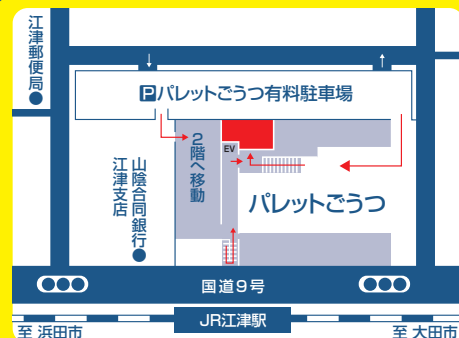 江津郵便局
Pパレットごうつ有料駐車場
2階へ移動
EV
山陰合同銀行
江津支店
パレットごうつ
国道9号
JR江津駅
至 浜田市
至 大田市